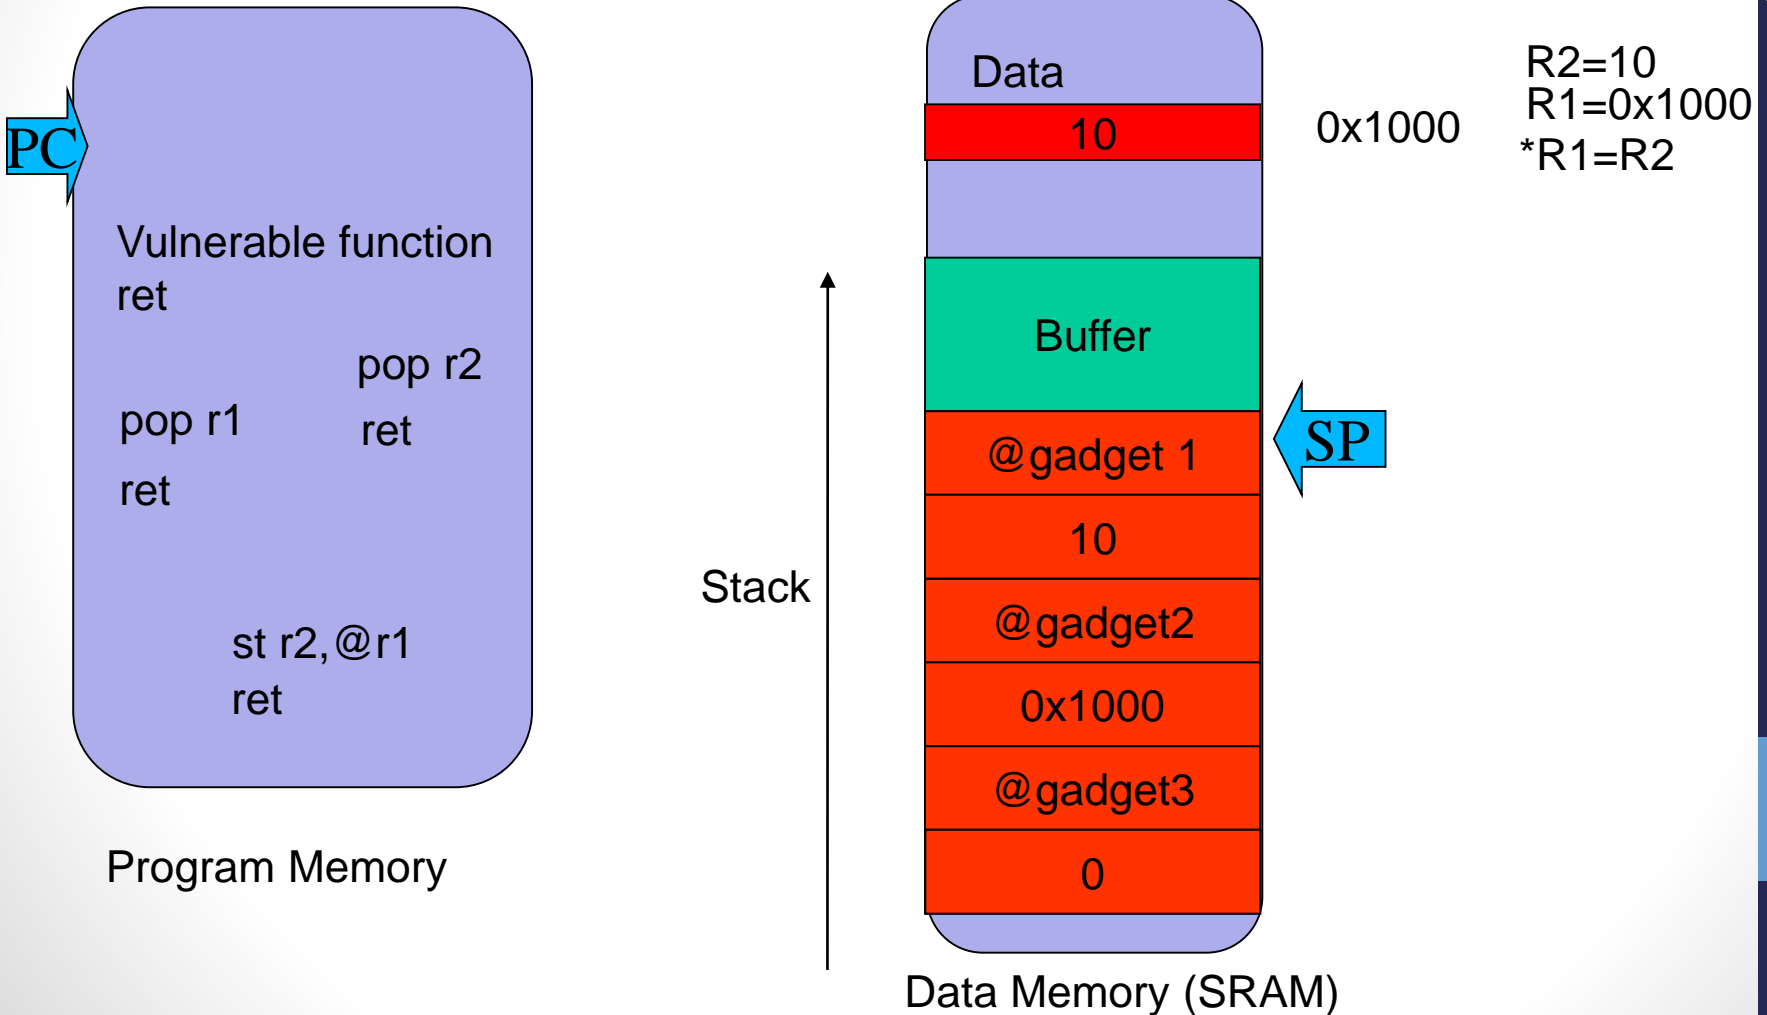 PC
Vulnerable function
ret
pop r2
ret
pop r1
ret
st r2,@r1
ret
Program Memory
Stack
Data
10
Buffer
@gadget 1
10
@gadget2
0x1000
@gadget3
0
Data Memory (SRAM)
0x1000
SP
R2=10
R1=0x1000
*R1=R2